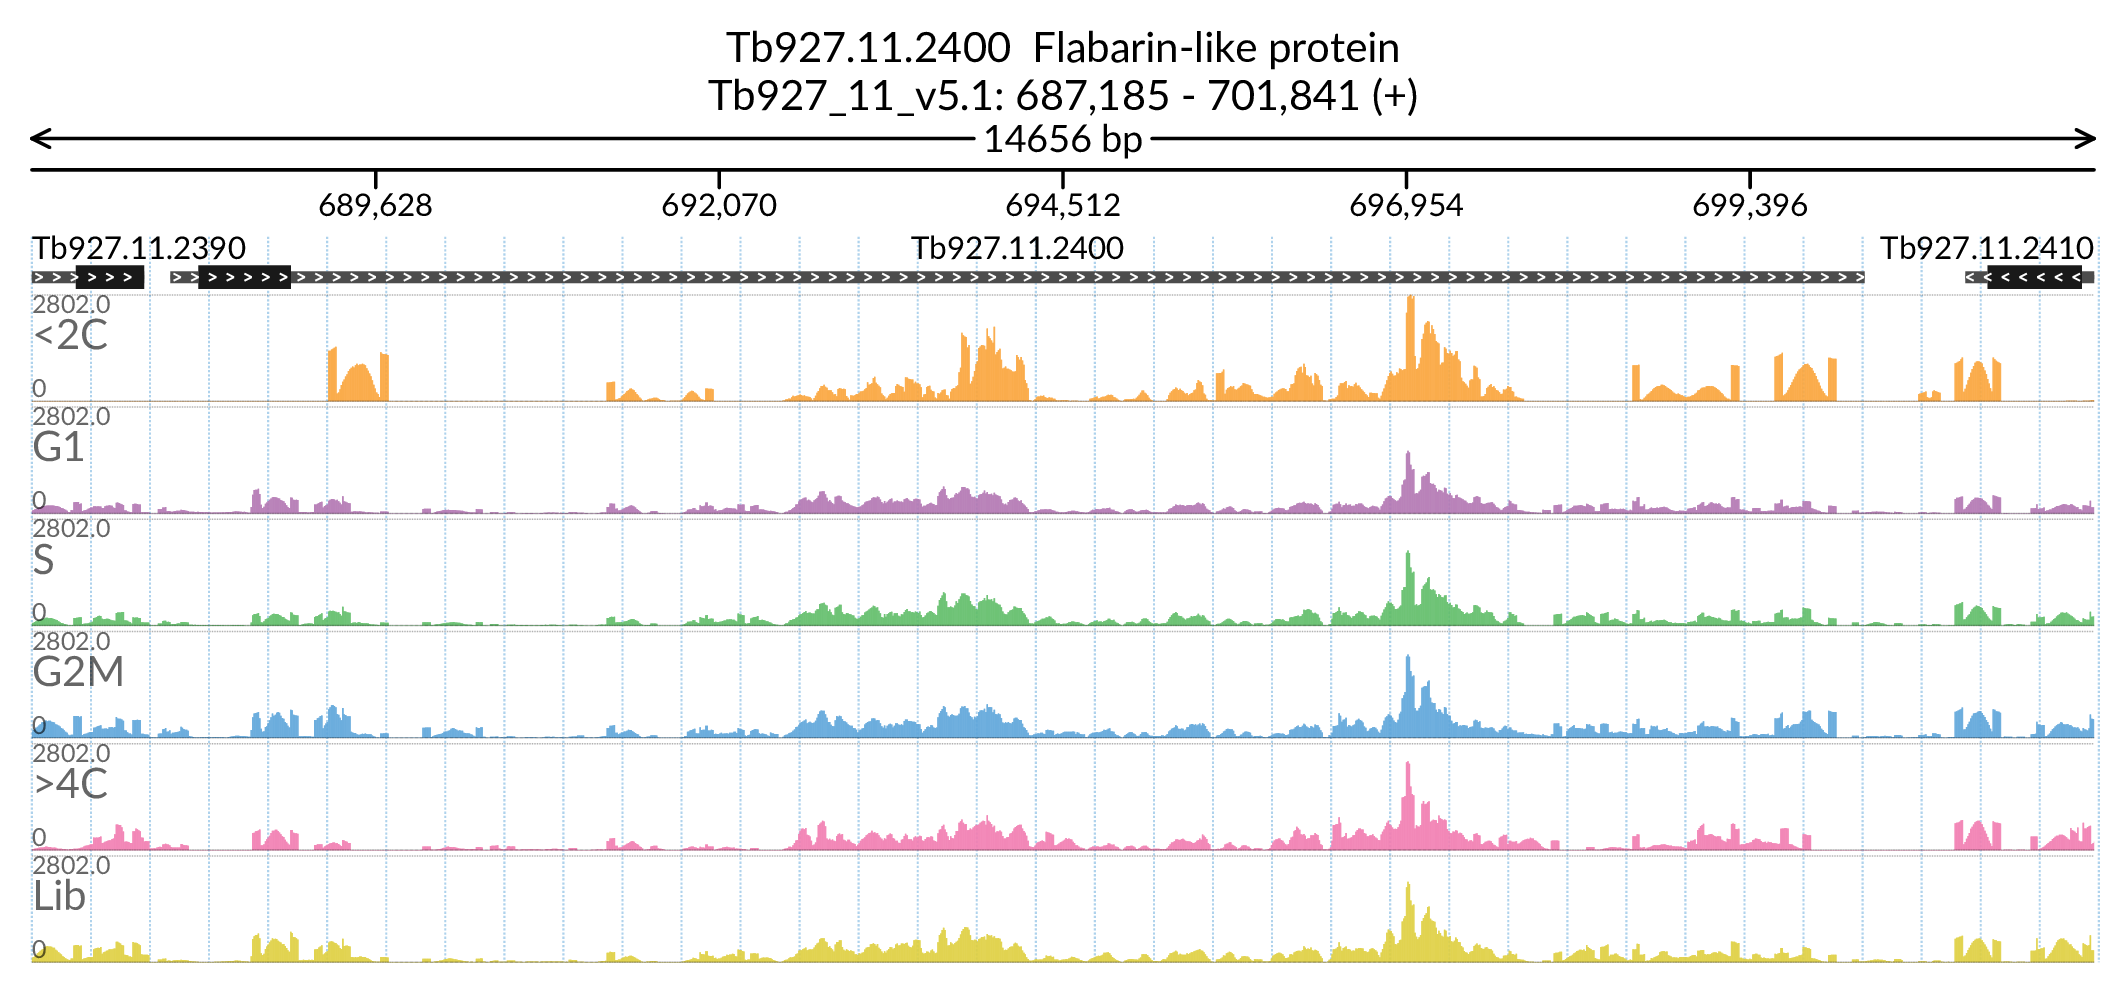 Tb927.11.2400 Flabarin-like protein
Tb927_11_v5.1: 687,185 - 701,841 (+)
14656 bp
689,628 692,070 694,512 696,954 699,396
Tb927.11.2390 Tb927.11.2400 Tb927.11.2410
2802.0
<2C
0
2802.0
G1
0
2802.0
S
0
2802.0
G2M
0
2802.0
>4C
0
2802.0
Lib
0